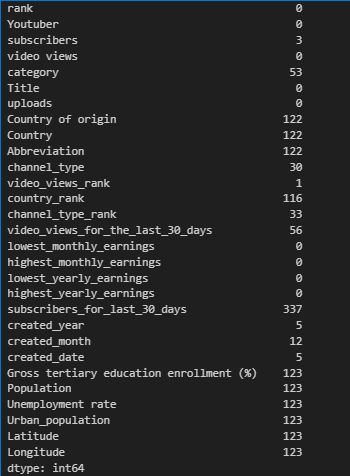 rank 0
Youtuber 0
subscribers 3
video views 0
category 53
Title 0
uploads 0
Country of origin 122
Country 122
Abbreviation 122
channel_type 30
video_views_rank 1
country_rank 116
channel_type_rank 33
video_views_for_the_last_30_days 56
lowest_monthly_earnings 0
highest_monthly_earnings 0
lowest_yearly_earnings 0
highest_yearly_earnings 0
subscribers_for_last_30_days 337
created_year 5
created_month 12
created_date 5
Gross tertiary education enrollment (%) 123
Population 123
Unemployment rate 123
Urban_population 123
Latitude 123
Longitude 123
dtype: int64